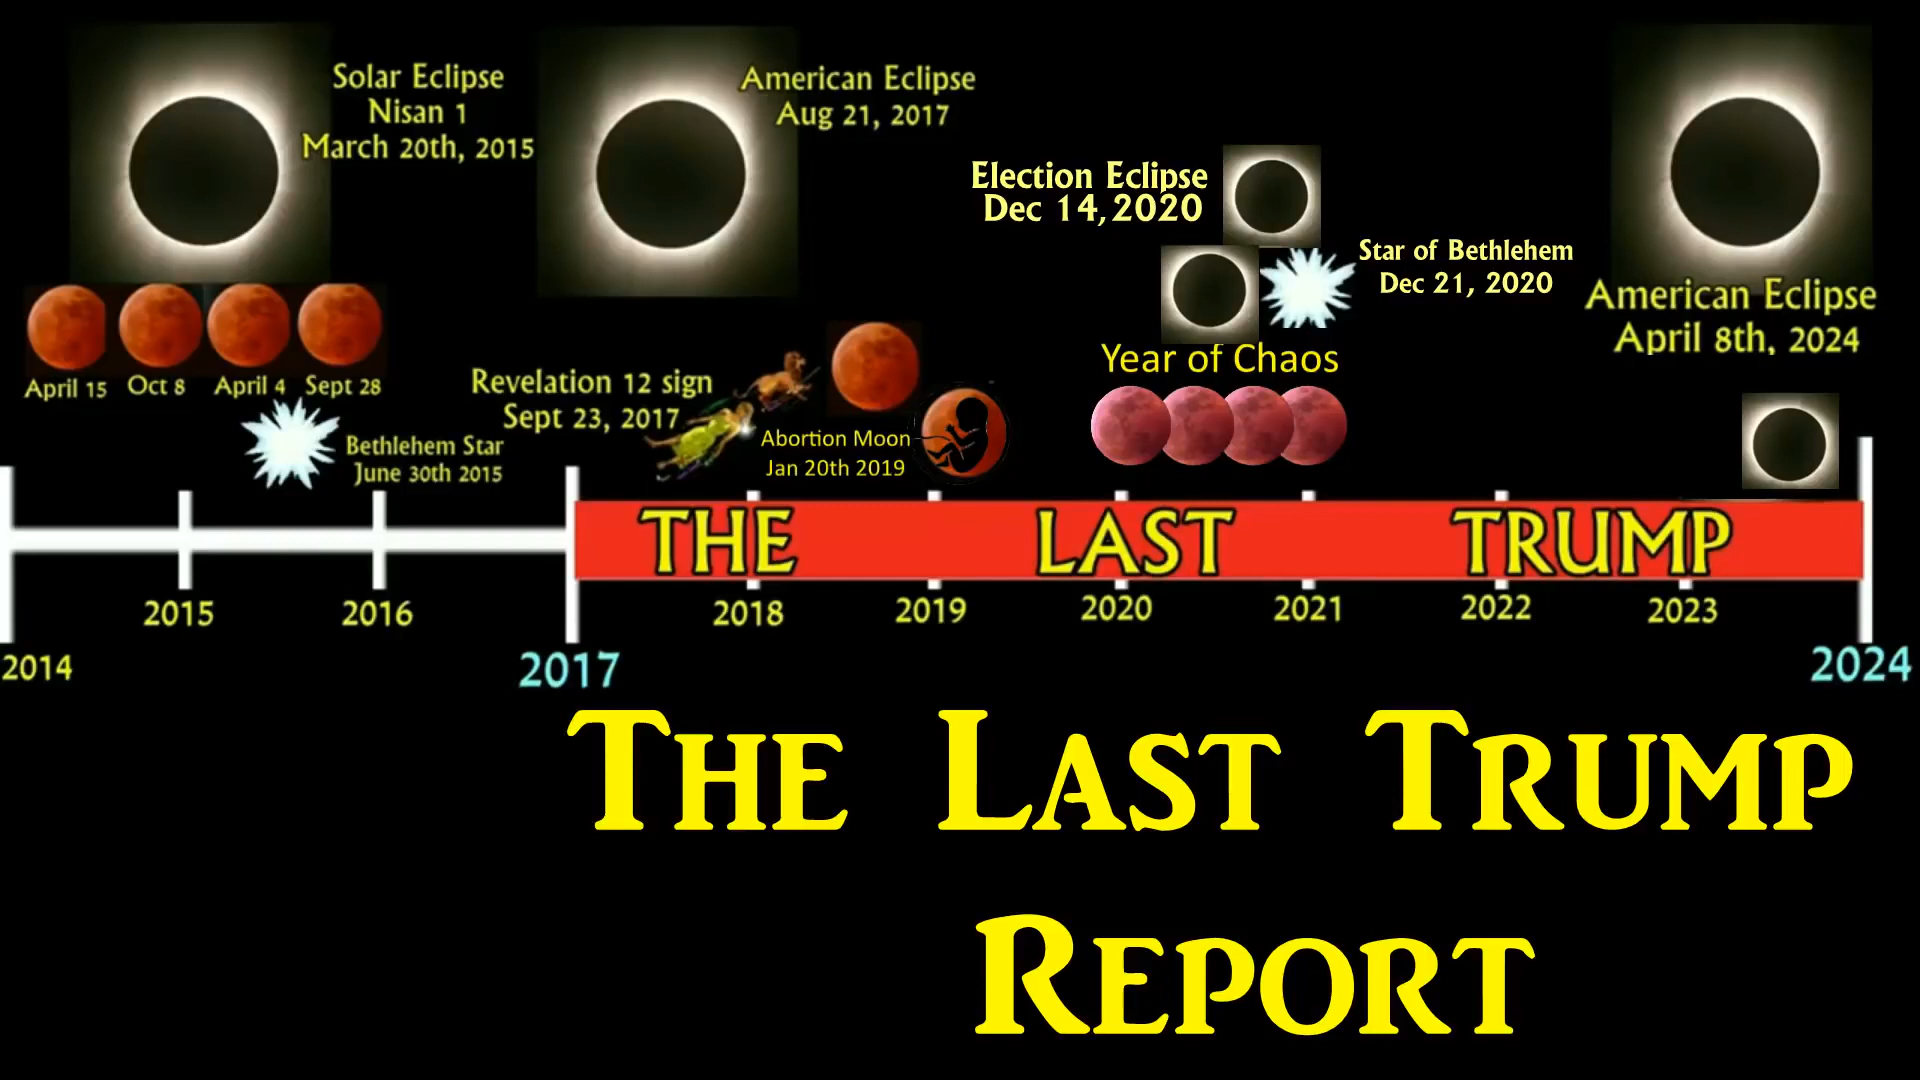 Solar Eclipse
Nisan 1
March 20th, 2015
American Eclipse
Aug 21, 2017
Election Eclipse
Dec 14, 2020
Star of Bethlehem
Dec 21, 2020
American Eclipse
April 8th, 2024
April 15 Oct 8 April 4 Sept 28
Bethlehem Star
June 30th 2015
Revelation 12 sign
Sept 23, 2017
Abortion Moon
Jan 20th 2019
Year of Chaos
THE LAST TRUMP
2014 2015 2016 2017 2018 2019 2020 2021 2022 2023 2024
The Last Trump
Report